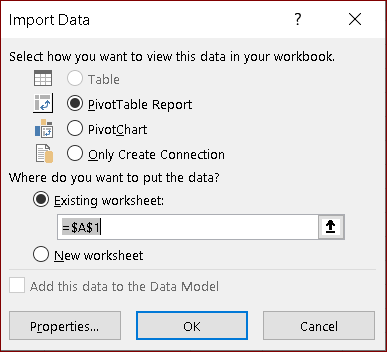 Import Data
?
Select how you want to view this data in your workbook.
Table
PivotTable Report
PivotChart
Only Create Connection
Where do you want to put the data?
Existing worksheet:
=$A$1
New worksheet
Add this data to the Data Model
Properties... OK Cancel